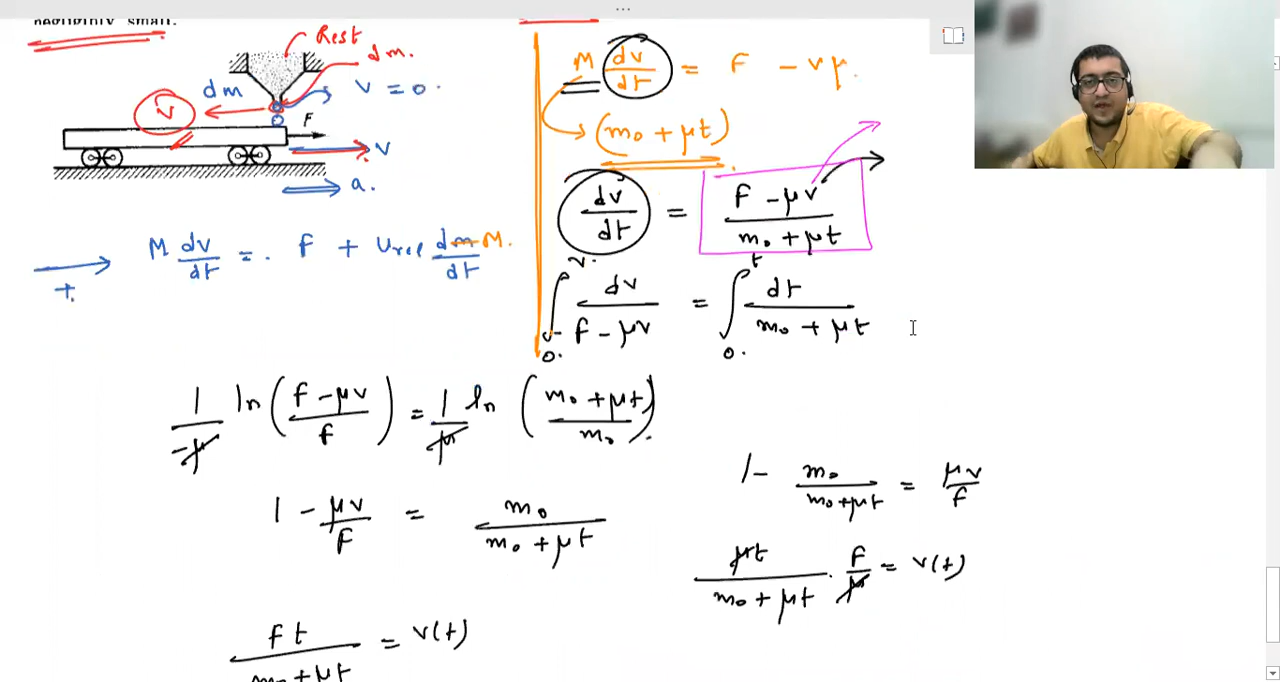 negligibly small.
Rest
dm.
dm
v = 0.
v
F
v
a.
M dv/dt = . F + Urel dM/dt.
+
M dv/dt = F - vμ.
(m₀ + μt).
dv/dt = (F - μv)/(m₀ + μt)
∫₀^v dv/(F - μv) = ∫₀^t dt/(m₀ + μt)
1/-μ ln((F - μv)/F) = 1/μ ln((m₀ + μt)/m₀).
1 - μv/F = m₀/(m₀ + μt)
1 - m₀/(m₀ + μt) = μv/F
μt/(m₀ + μt) . F/μ = v(t)
Ft/(m₀ + μt) = v(t)